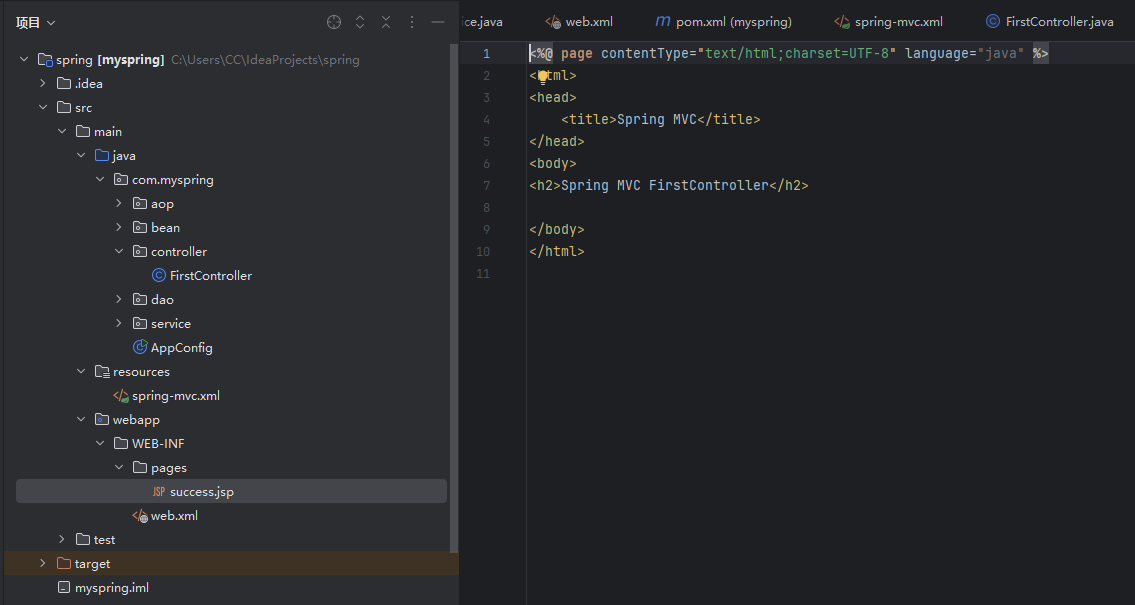 项目
spring [myspring] C:\Users\CC\IdeaProjects\spring
.idea
src
main
java
com.myspring
aop
bean
controller
FirstController
dao
service
AppConfig
resources
spring-mvc.xml
webapp
WEB-INF
pages
JSP success.jsp
web.xml
test
target
myspring.iml
ice.java web.xml m pom.xml (myspring) spring-mvc.xml FirstController.java
1 <%@ page contentType="text/html;charset=UTF-8" language="java" %>
2 <html>
3 <head>
4 <title>Spring MVC</title>
5 </head>
6 <body>
7 <h2>Spring MVC FirstController</h2>
8
9 </body>
10 </html>
11